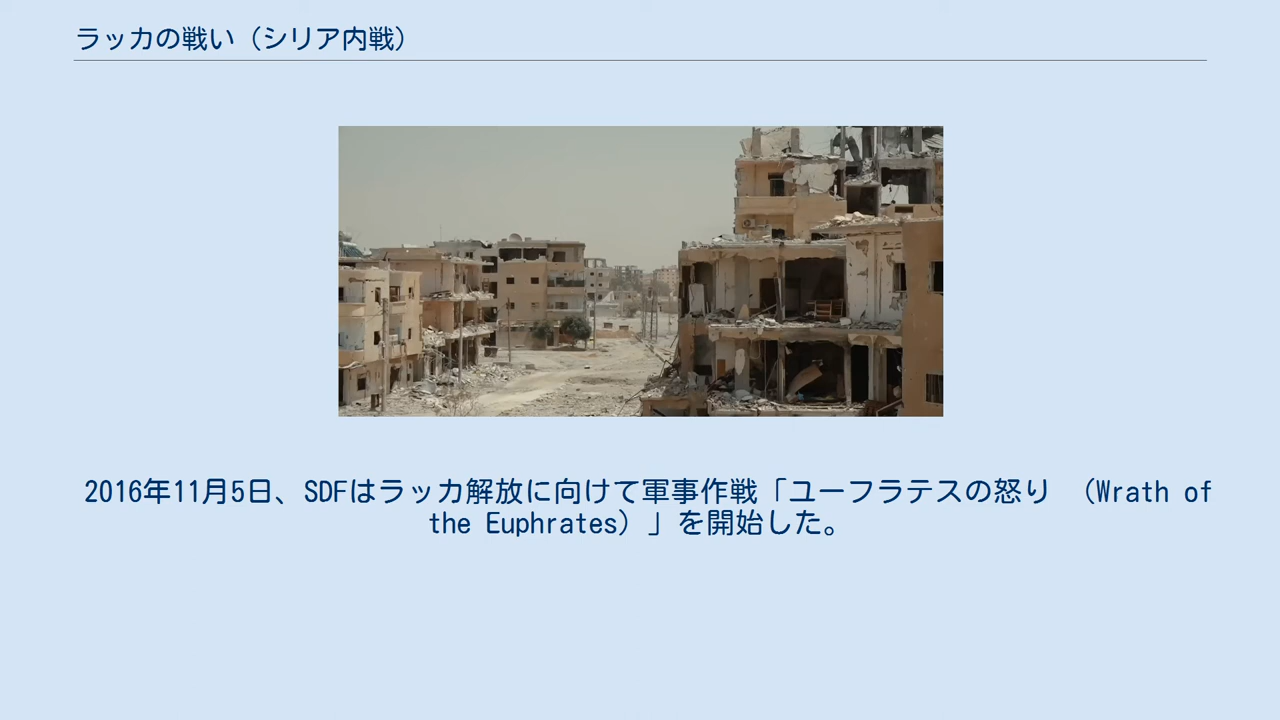 ラッカの戦い（シリア内戦）
2016年11月5日、SDFはラッカ解放に向けて軍事作戦「ユーフラテスの怒り　（Wrath of
the Euphrates）」を開始した。